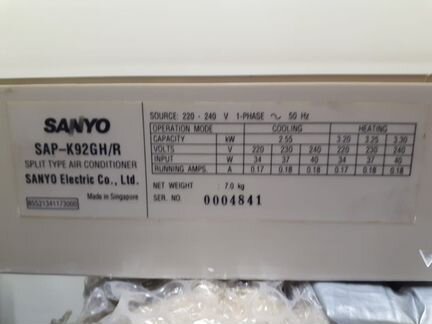 SANYO
SAP-K92GH/R
SPLIT TYPE AIR CONDITIONER
SANYO Electric Co., Ltd.
Made in Singapore
SOURCE: 220 - 240 V 1-PHASE ∿ 50 Hz
OPERATION MODE COOLING HEATING
CAPACITY kW 2.55 3.20 3.25 3.30
VOLTS V 220 230 240 220 230 240
INPUT W 34 37 40 34 37 40
RUNNING AMPS. A 0.17 0.18 0.18 0.17 0.18 0.18
NET WEIGHT : 7.0 kg
SER. NO. 0004841